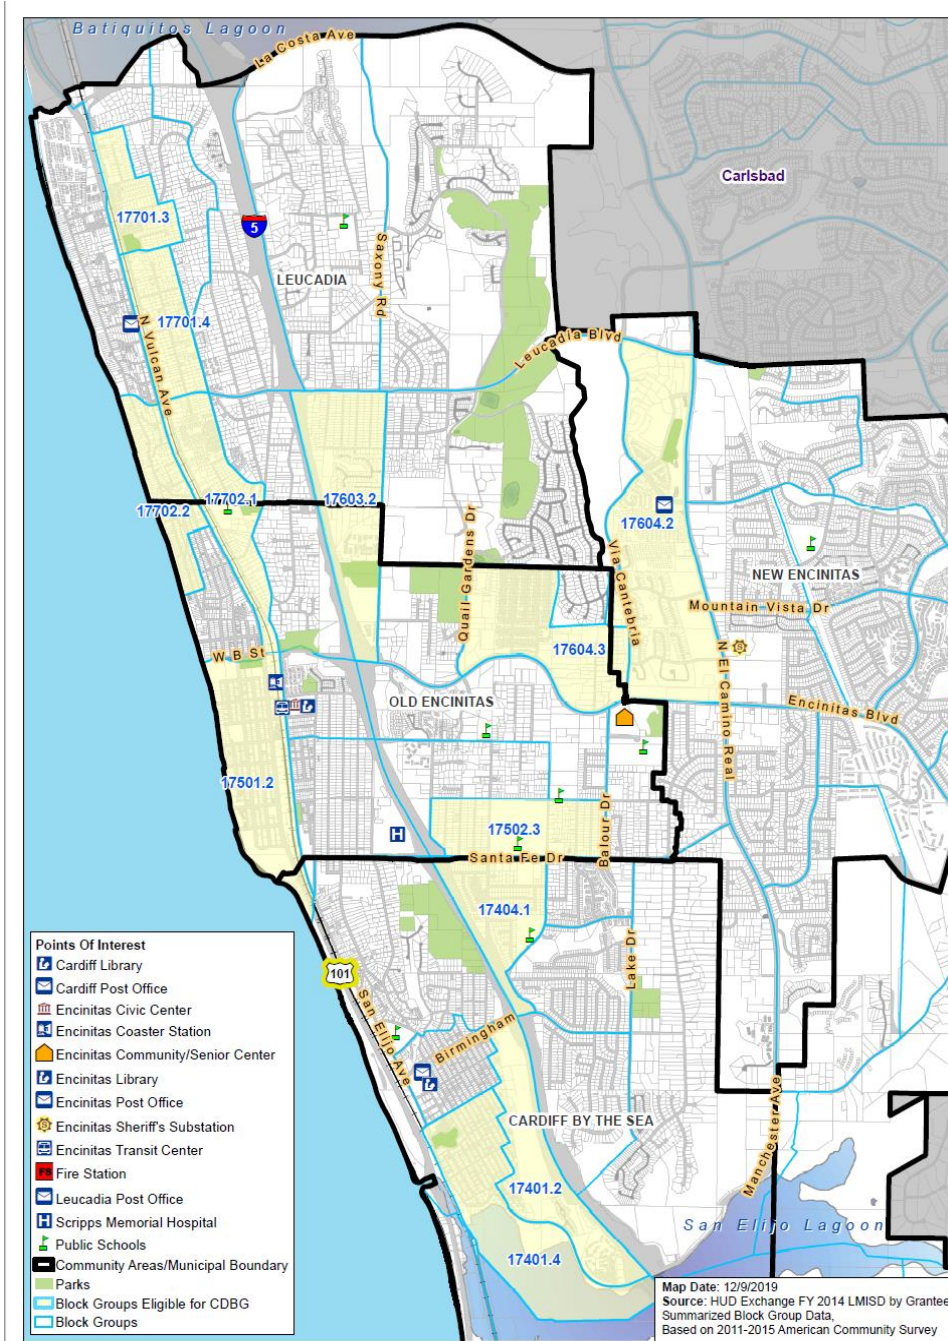 Batiquitos Lagoon
La Costa Ave
Carlsbad
17701.3
5
Saxony Rd
LEUCADIA
17701.4
N Vulcan Ave
Leucadia Blvd
17702.2
17702.1
17603.2
17604.2
Quail Gardens Dr
Via Cantebria
NEW ENCINITAS
Mountain Vista Dr
W B St
17604.3
N El Camino Real
OLD ENCINITAS
Encinitas Blvd
17501.2
H
17502.3
Balour Dr
Santa Fe Dr
17404.1
Lake Dr
101
San Elijo Ave
Birmingham
Manchester Ave
CARDIFF BY THE SEA
17401.2
San Elijo Lagoon
17401.4
Points Of Interest
Cardiff Library
Cardiff Post Office
Encinitas Civic Center
Encinitas Coaster Station
Encinitas Community/Senior Center
Encinitas Library
Encinitas Post Office
Encinitas Sheriff's Substation
Encinitas Transit Center
FS Fire Station
Leucadia Post Office
H Scripps Memorial Hospital
Public Schools
Community Areas/Municipal Boundary
Parks
Block Groups Eligible for CDBG
Block Groups
Map Date: 12/9/2019
Source: HUD Exchange FY 2014 LMISD by Grantee
Summarized Block Group Data,
Based on 2011-2015 American Community Survey